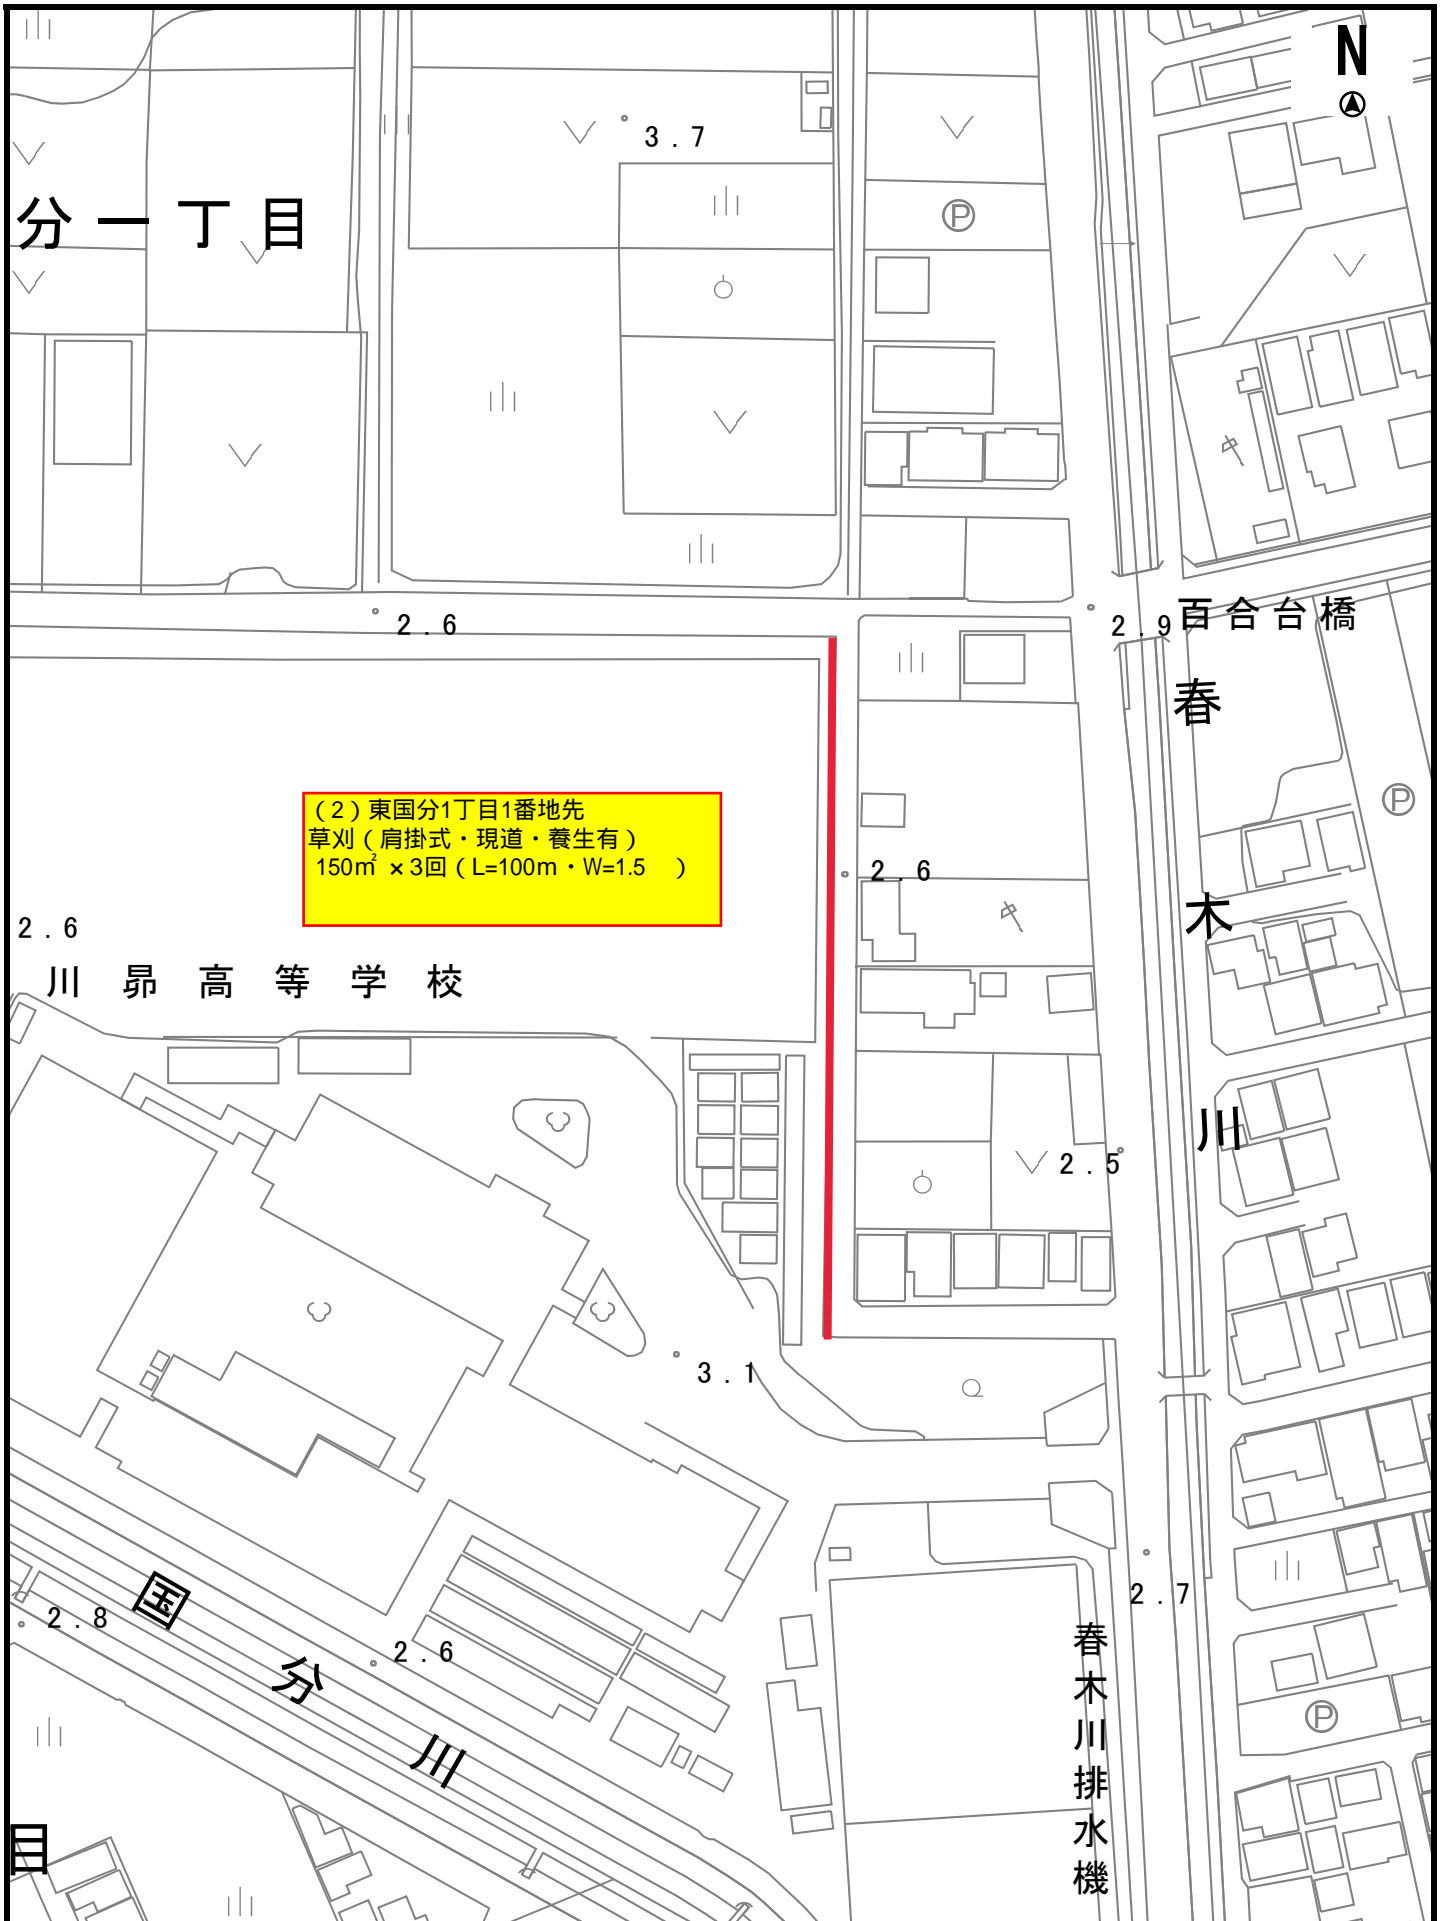 N
3.7
分一丁目
P
2.6
2.9
百合台橋
春木川
P
(2)東国分1丁目1番地先
草刈(肩掛式・現道・養生有)
150㎡ ×3回(L=100m・W=1.5 )
2.6
2.6
川昴高等学校
2.5
3.1
2.7
国分川
2.8
2.6
春木川排水機
P
目